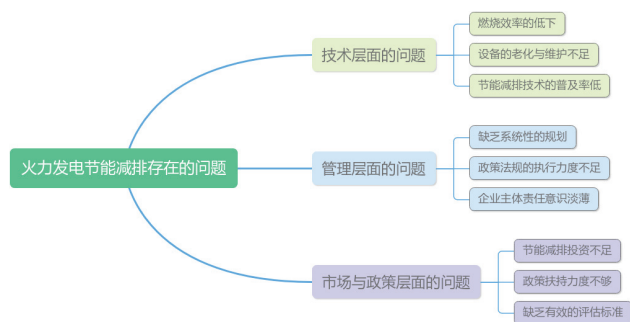 火力发电节能减排存在的问题
技术层面的问题
燃烧效率的低下
设备的老化与维护不足
节能减排技术的普及率低
管理层面的问题
缺乏系统性的规划
政策法规的执行力度不足
企业主体责任意识淡薄
市场与政策层面的问题
节能减排投资不足
政策扶持力度不够
缺乏有效的评估标准